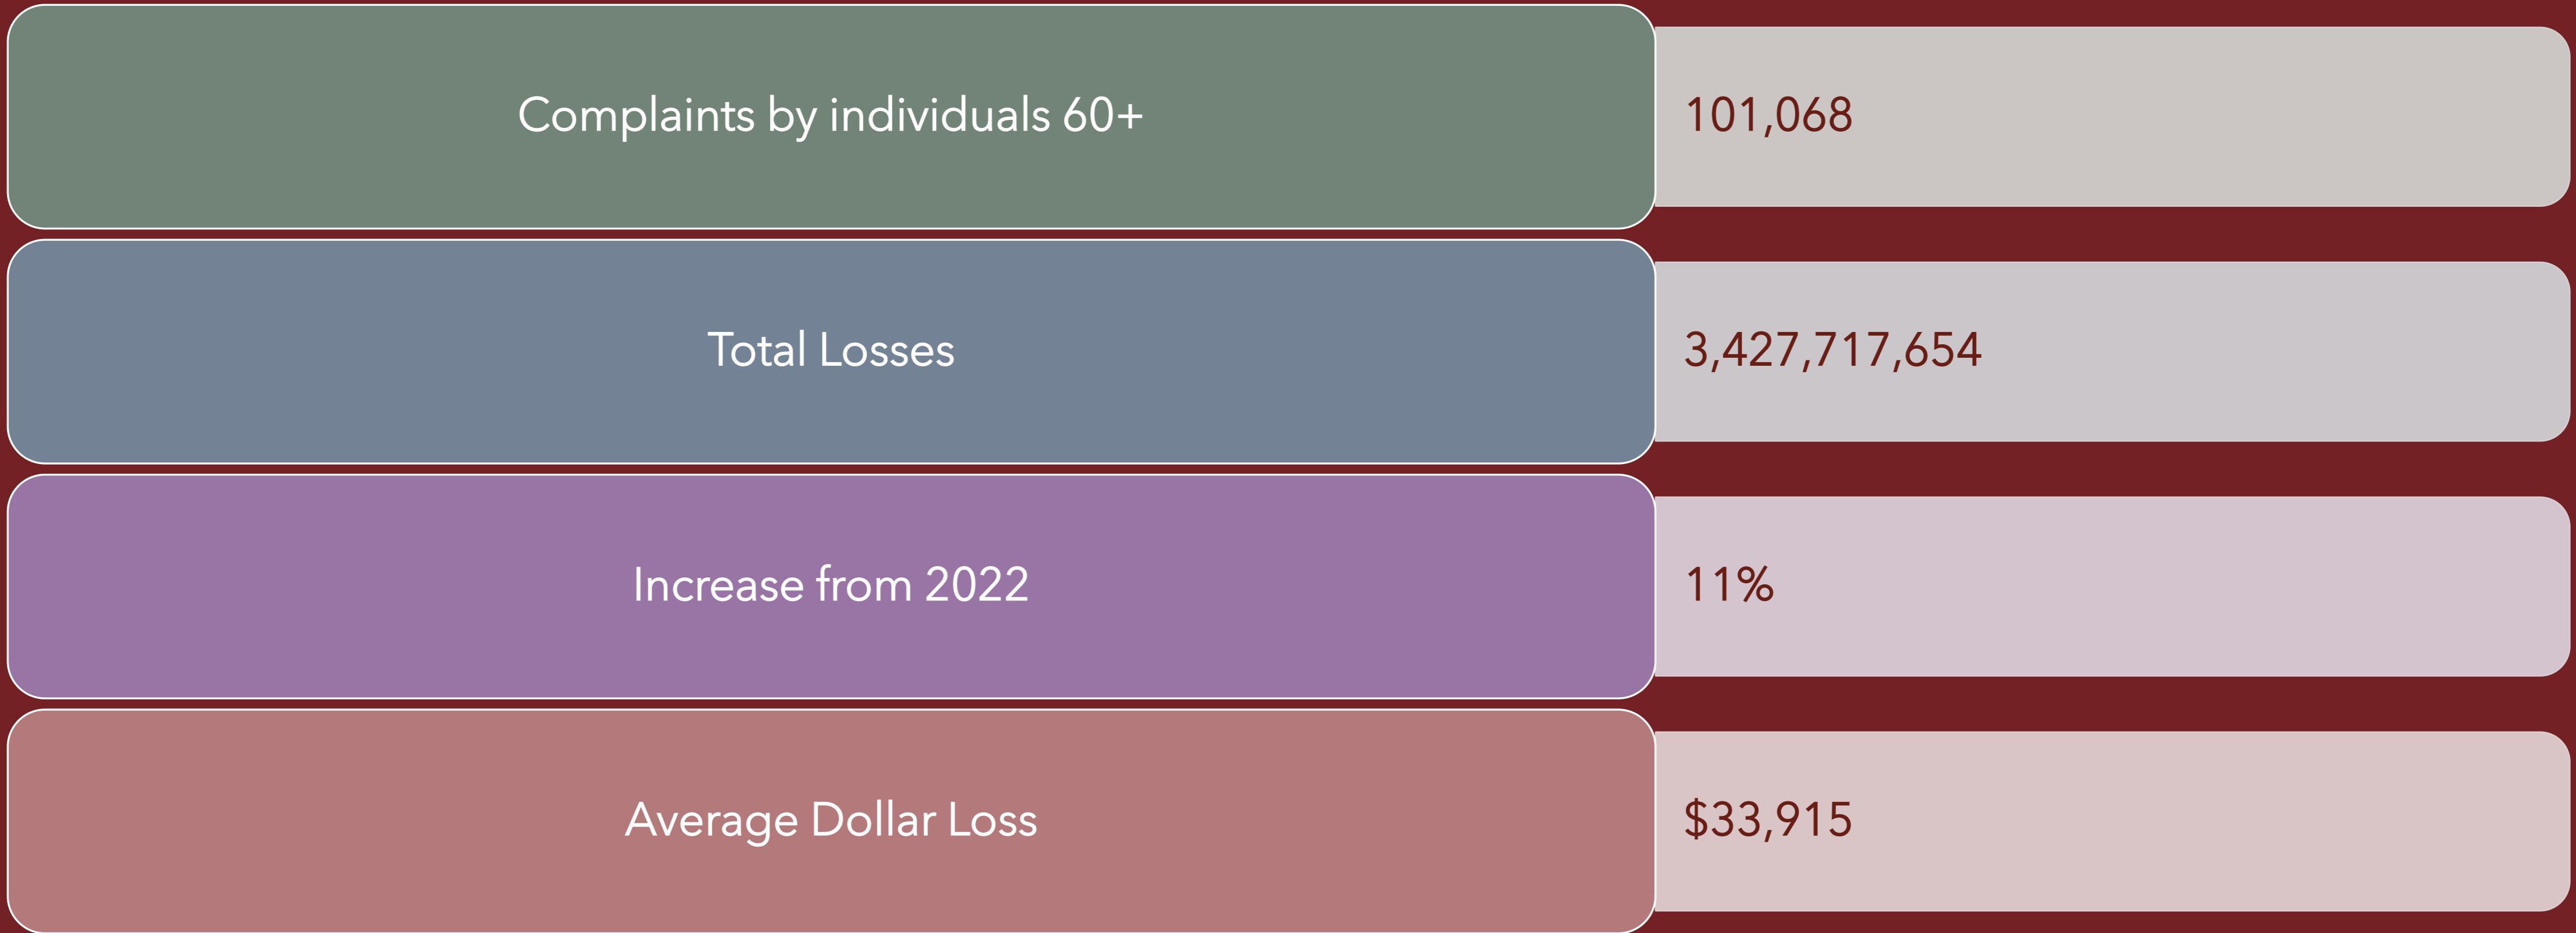 Complaints by individuals 60+
101,068
Total Losses
3,427,717,654
Increase from 2022
11%
Average Dollar Loss
$33,915